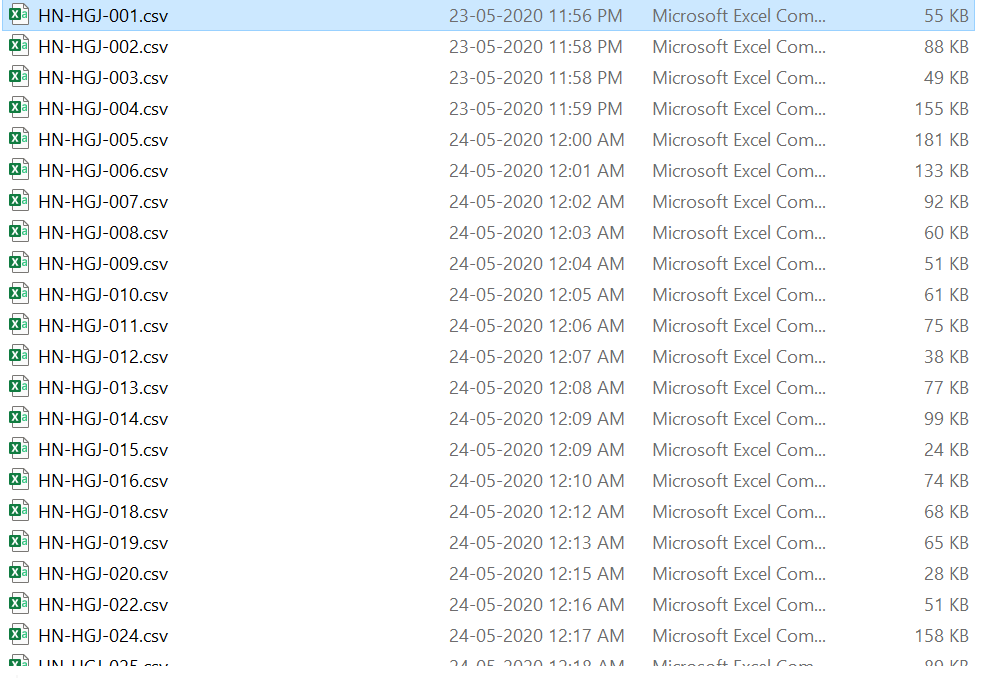 HN-HGJ-001.csv 23-05-2020 11:56 PM Microsoft Excel Com... 55 KB
HN-HGJ-002.csv 23-05-2020 11:58 PM Microsoft Excel Com... 88 KB
HN-HGJ-003.csv 23-05-2020 11:58 PM Microsoft Excel Com... 49 KB
HN-HGJ-004.csv 23-05-2020 11:59 PM Microsoft Excel Com... 155 KB
HN-HGJ-005.csv 24-05-2020 12:00 AM Microsoft Excel Com... 181 KB
HN-HGJ-006.csv 24-05-2020 12:01 AM Microsoft Excel Com... 133 KB
HN-HGJ-007.csv 24-05-2020 12:02 AM Microsoft Excel Com... 92 KB
HN-HGJ-008.csv 24-05-2020 12:03 AM Microsoft Excel Com... 60 KB
HN-HGJ-009.csv 24-05-2020 12:04 AM Microsoft Excel Com... 51 KB
HN-HGJ-010.csv 24-05-2020 12:05 AM Microsoft Excel Com... 61 KB
HN-HGJ-011.csv 24-05-2020 12:06 AM Microsoft Excel Com... 75 KB
HN-HGJ-012.csv 24-05-2020 12:07 AM Microsoft Excel Com... 38 KB
HN-HGJ-013.csv 24-05-2020 12:08 AM Microsoft Excel Com... 77 KB
HN-HGJ-014.csv 24-05-2020 12:09 AM Microsoft Excel Com... 99 KB
HN-HGJ-015.csv 24-05-2020 12:09 AM Microsoft Excel Com... 24 KB
HN-HGJ-016.csv 24-05-2020 12:10 AM Microsoft Excel Com... 74 KB
HN-HGJ-018.csv 24-05-2020 12:12 AM Microsoft Excel Com... 68 KB
HN-HGJ-019.csv 24-05-2020 12:13 AM Microsoft Excel Com... 65 KB
HN-HGJ-020.csv 24-05-2020 12:15 AM Microsoft Excel Com... 28 KB
HN-HGJ-022.csv 24-05-2020 12:16 AM Microsoft Excel Com... 51 KB
HN-HGJ-024.csv 24-05-2020 12:17 AM Microsoft Excel Com... 158 KB